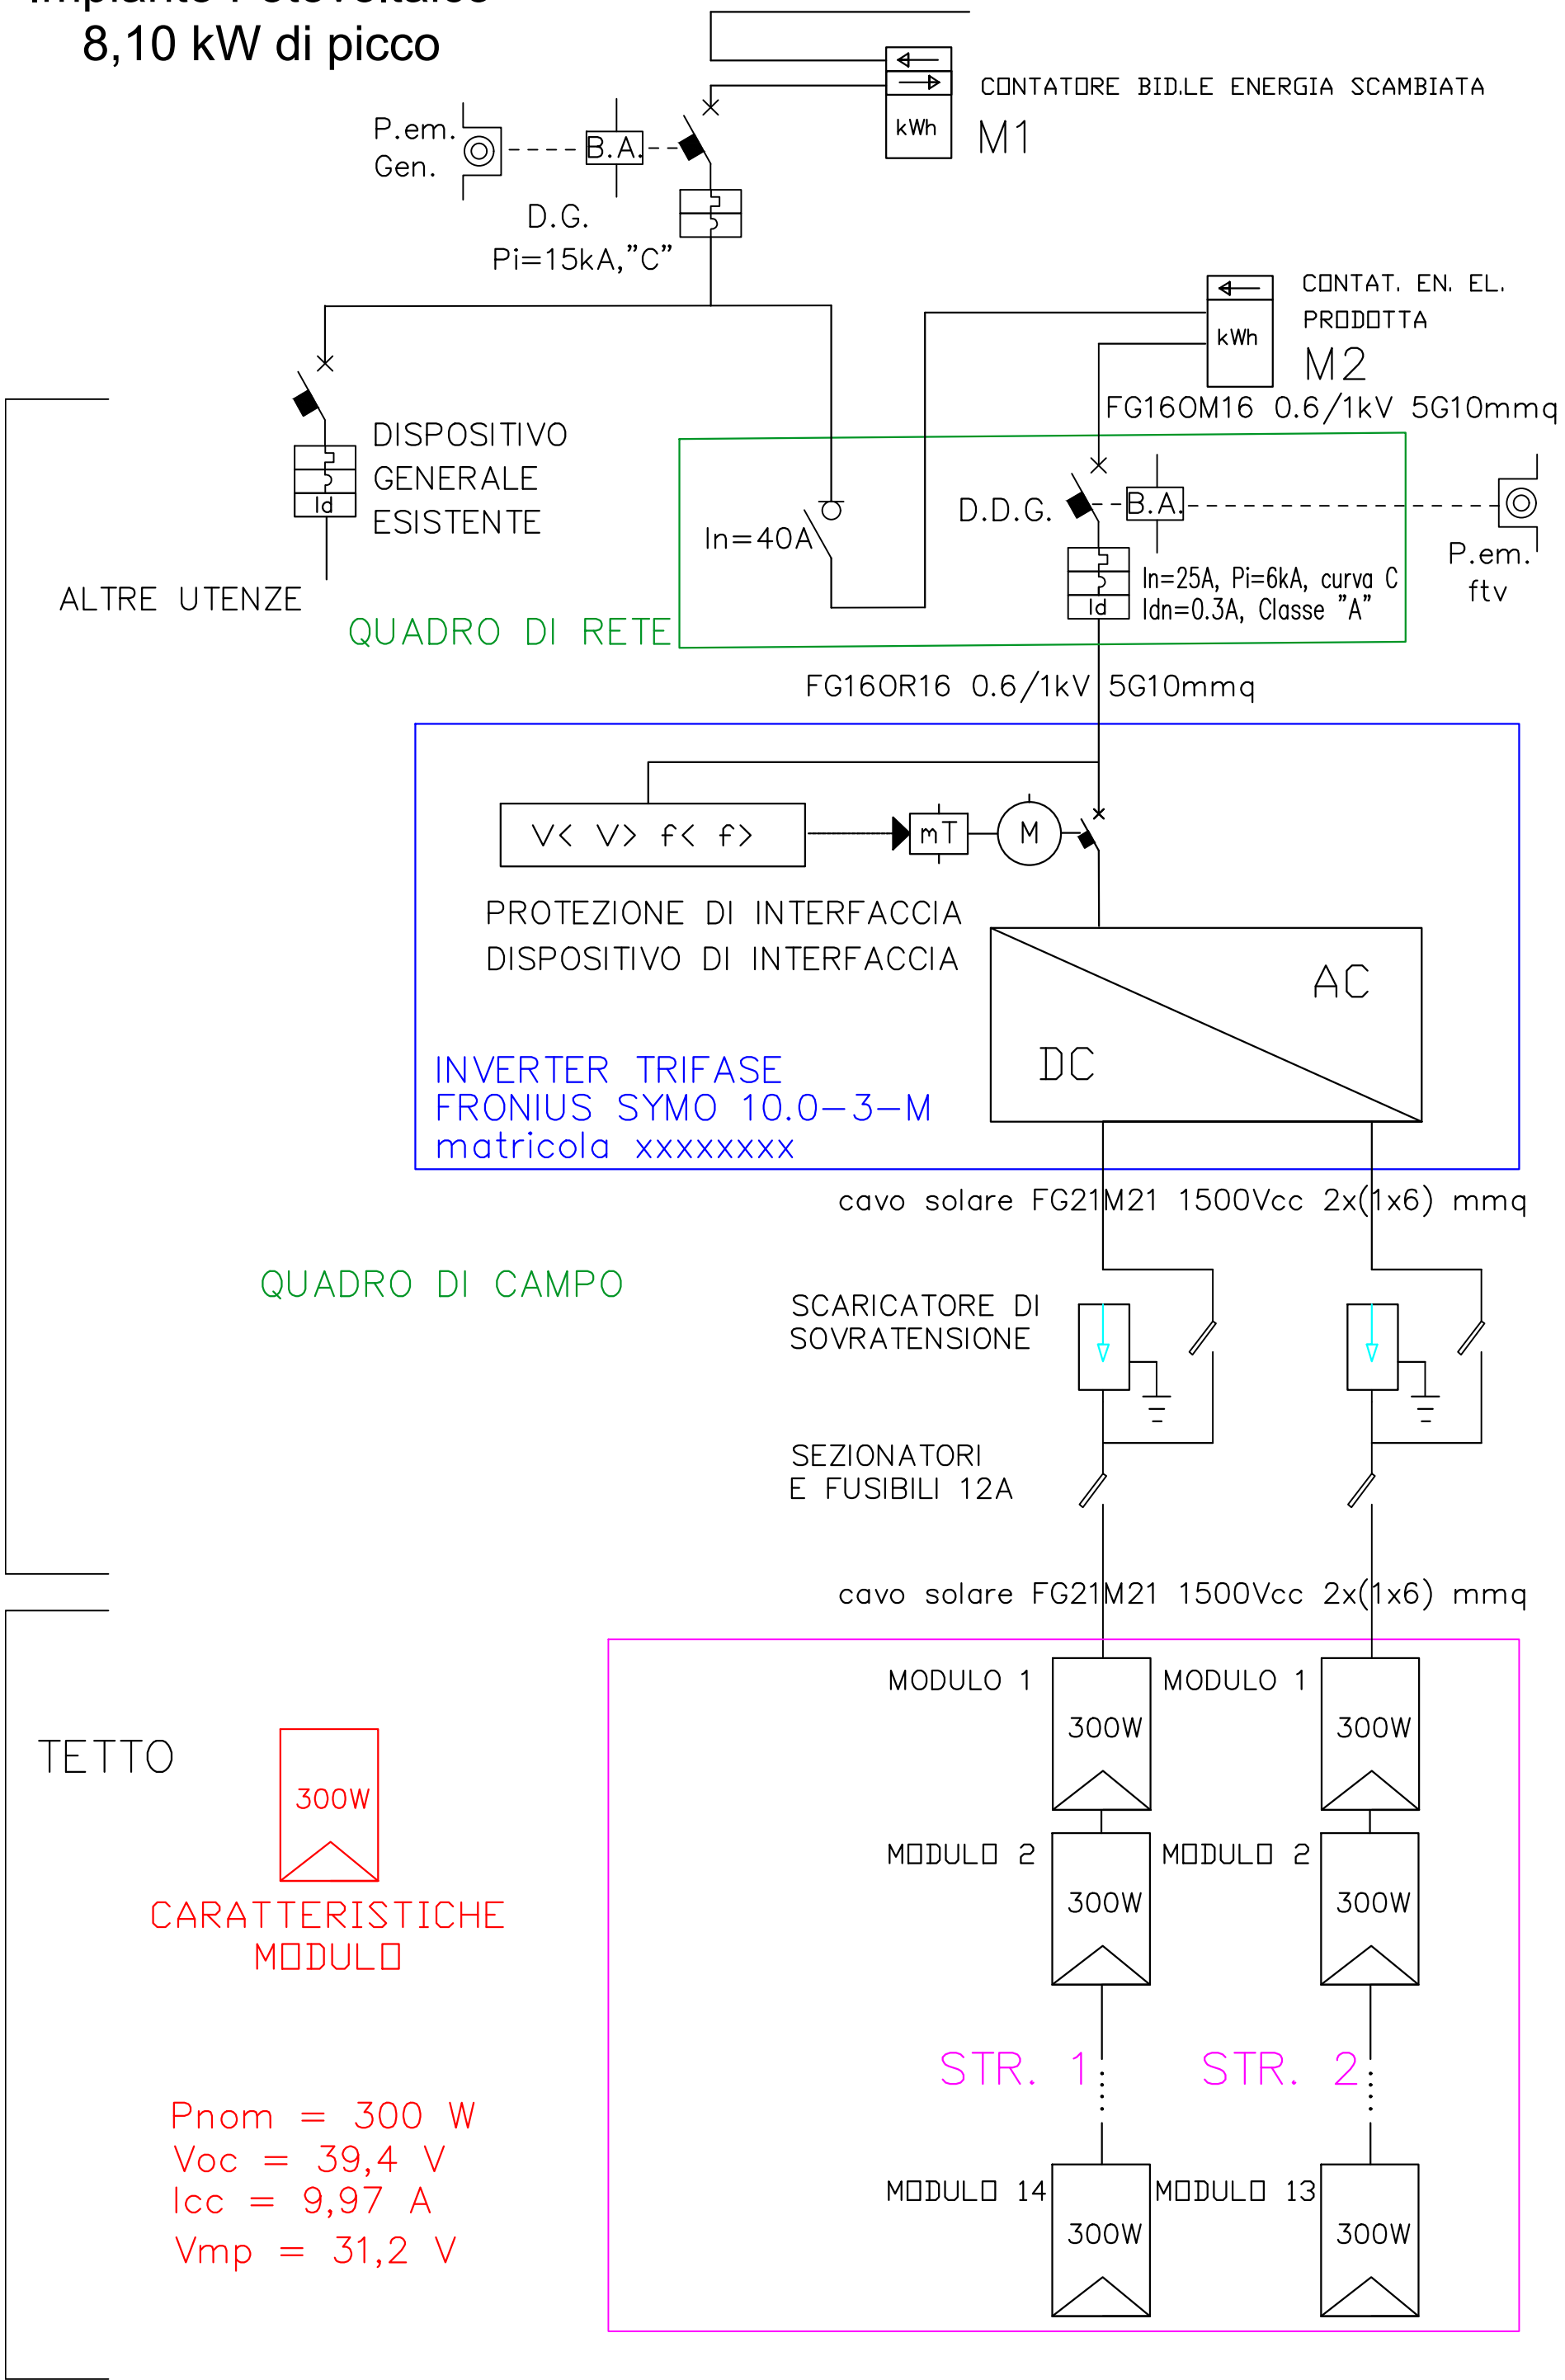 8,10 kW di picco
CONTATORE BID.LE ENERGIA SCAMBIATA
M1
kWh
P.em.
Gen.
B.A.
D.G.
Pi=15kA,"C"
CONTAT. EN. EL.
PRODOTTA
M2
kWh
FG16OM16 0.6/1kV 5G10mmq
DISPOSITIVO
GENERALE
ESISTENTE
Id
ALTRE UTENZE
In=40A
D.D.G.
B.A.
P.em.
ftv
In=25A, Pi=6kA, curva C
Idn=0.3A, Classe "A"
Id
QUADRO DI RETE
FG16OR16 0.6/1kV 5G10mmq
V< V> f< f>
mT
M
PROTEZIONE DI INTERFACCIA
DISPOSITIVO DI INTERFACCIA
AC
DC
INVERTER TRIFASE
FRONIUS SYMO 10.0-3-M
matricola xxxxxxxx
cavo solare FG21M21 1500Vcc 2x(1x6) mmq
QUADRO DI CAMPO
SCARICATORE DI
SOVRATENSIONE
SEZIONATORI
E FUSIBILI 12A
cavo solare FG21M21 1500Vcc 2x(1x6) mmq
MODULO 1
300W
MODULO 1
300W
TETTO
300W
MODULO 2
300W
MODULO 2
300W
CARATTERISTICHE
MODULO
STR. 1
STR. 2
Pnom = 300 W
Voc = 39,4 V
Icc = 9,97 A
Vmp = 31,2 V
MODULO 14
300W
MODULO 13
300W